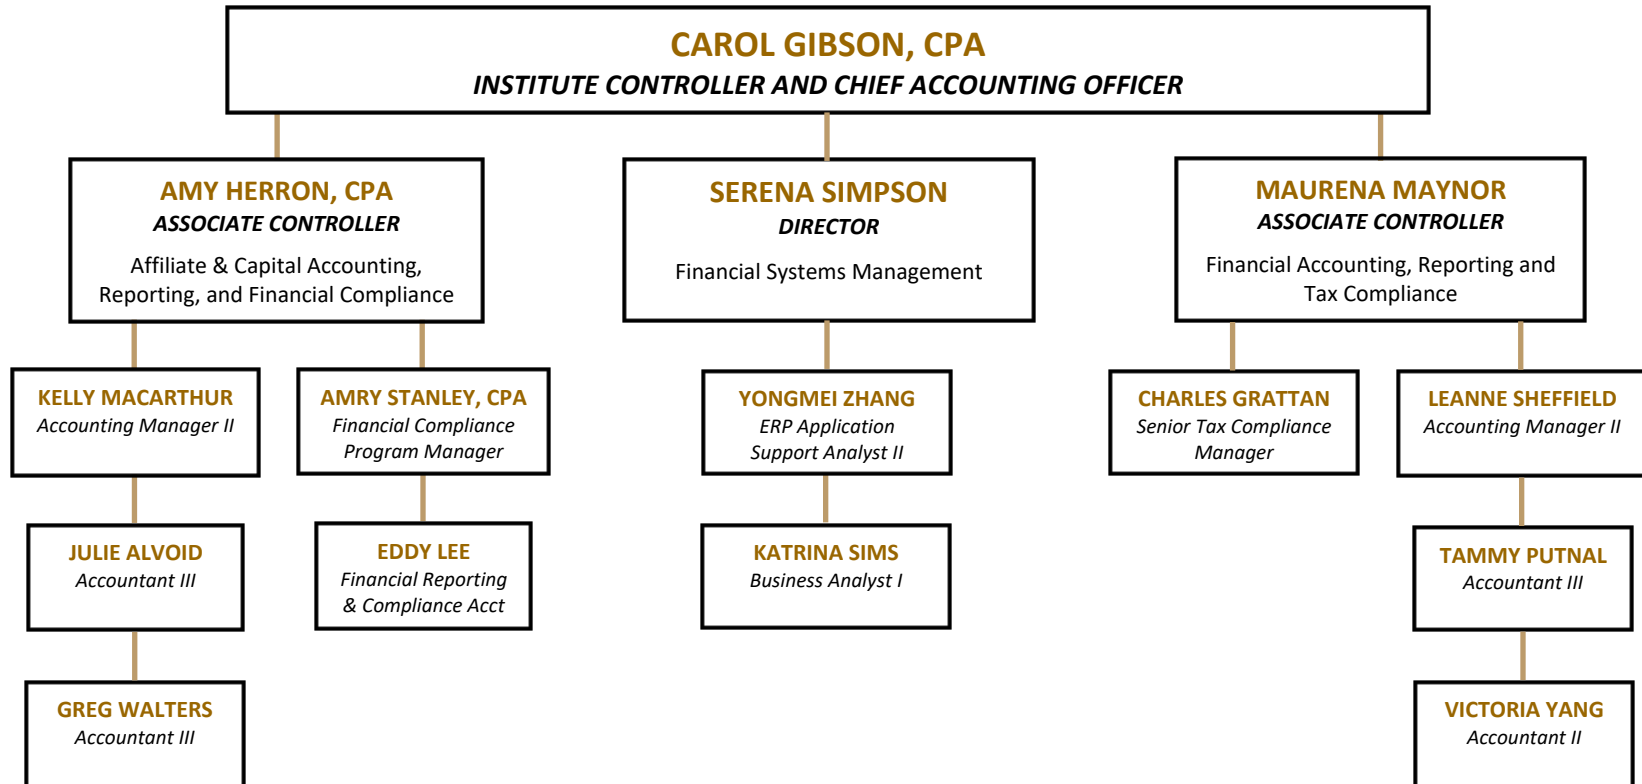 CAROL GIBSON, CPA
INSTITUTE CONTROLLER AND CHIEF ACCOUNTING OFFICER
AMY HERRON, CPA
ASSOCIATE CONTROLLER
Affiliate & Capital Accounting,
Reporting, and Financial Compliance
SERENA SIMPSON
DIRECTOR
Financial Systems Management
MAURENA MAYNOR
ASSOCIATE CONTROLLER
Financial Accounting, Reporting and
Tax Compliance
KELLY MACARTHUR
Accounting Manager II
AMRY STANLEY, CPA
Financial Compliance
Program Manager
YONGMEI ZHANG
ERP Application
Support Analyst II
CHARLES GRATTAN
Senior Tax Compliance
Manager
LEANNE SHEFFIELD
Accounting Manager II
JULIE ALVOID
Accountant III
EDDY LEE
Financial Reporting
& Compliance Acct
KATRINA SIMS
Business Analyst I
TAMMY PUTNAL
Accountant III
GREG WALTERS
Accountant III
VICTORIA YANG
Accountant II